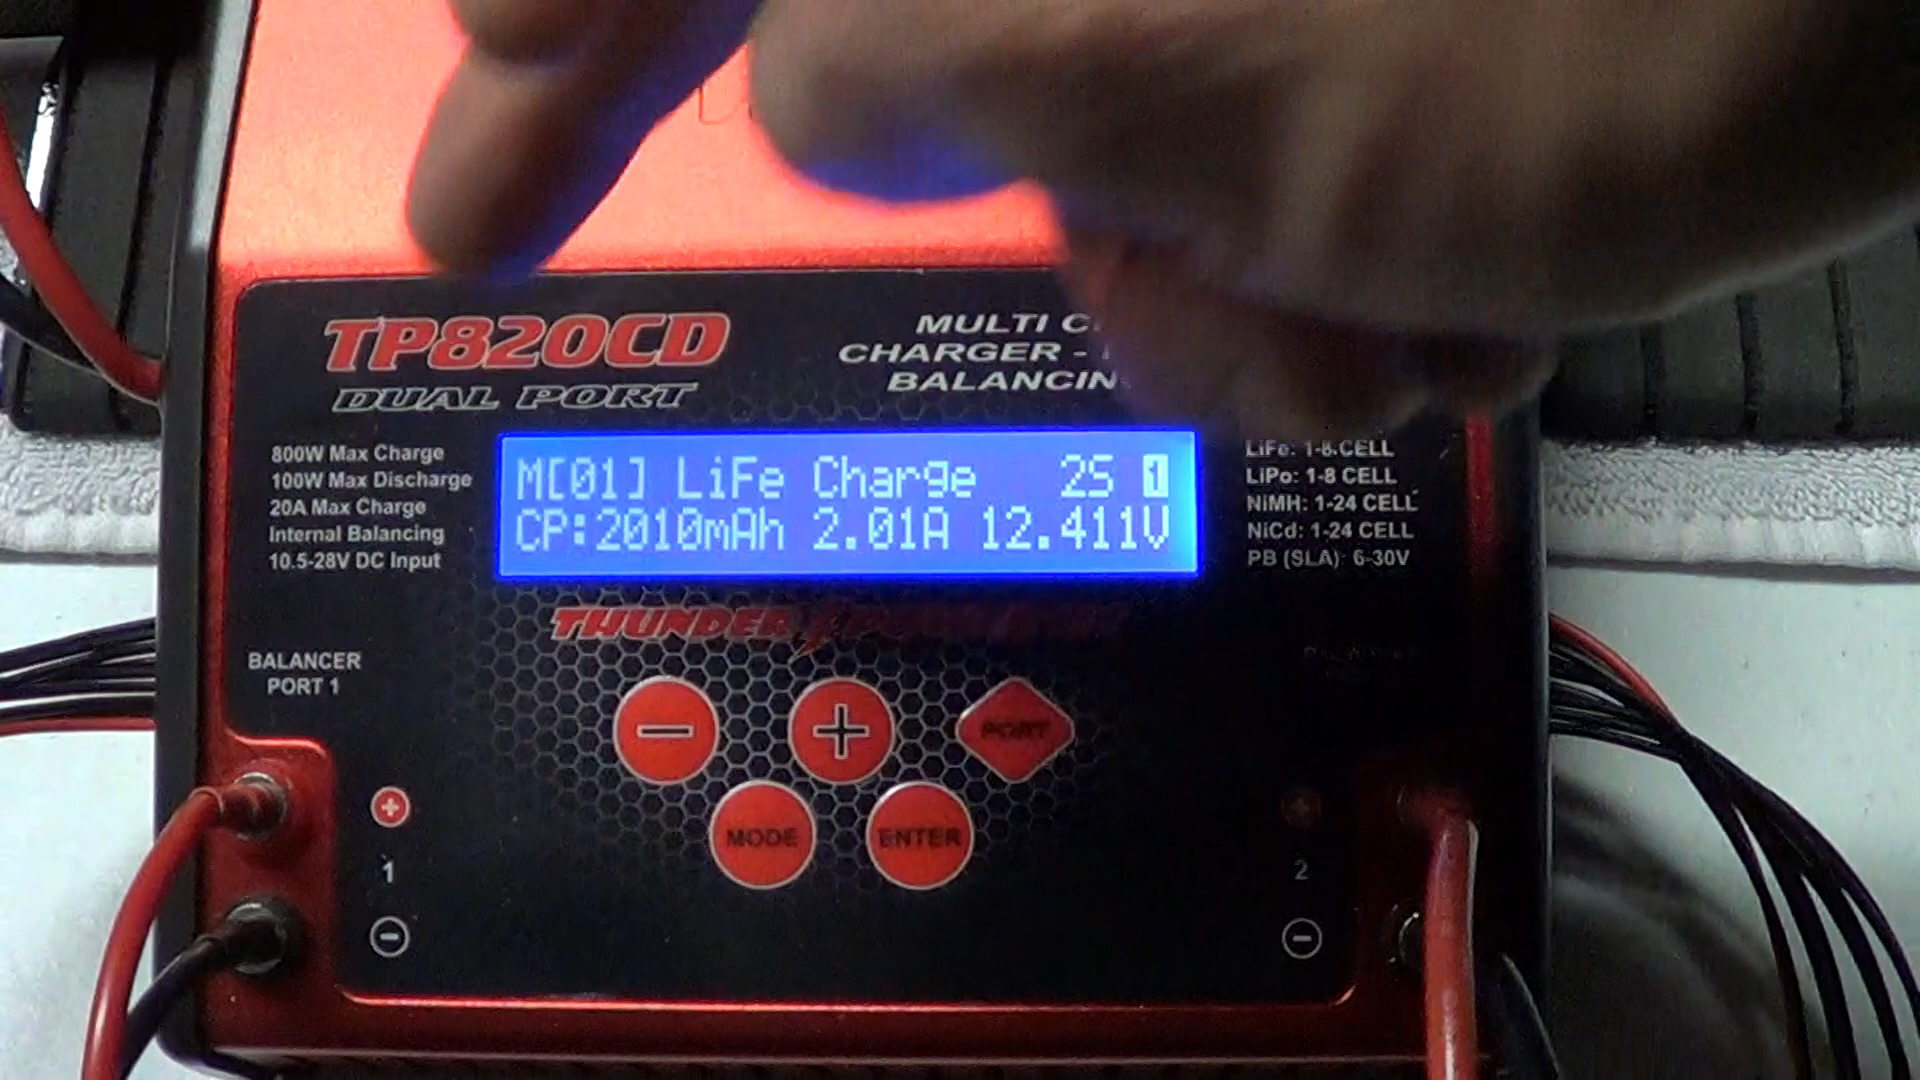 TP820CD
DUAL PORT
MULTI
CHARGER -
BALANCIN
800W Max Charge
100W Max Discharge
20A Max Charge
Internal Balancing
10.5-28V DC Input
M[01] LiFe Charge 2S 1
CP:2010mAh 2.01A 12.411V
LiFe: 1-8 CELL
LiPo: 1-8 CELL
NiMH: 1-24 CELL
NiCd: 1-24 CELL
PB (SLA): 6-30V
THUNDER POWER
BALANCER
PORT 1
PORT
MODE
ENTER
1
2